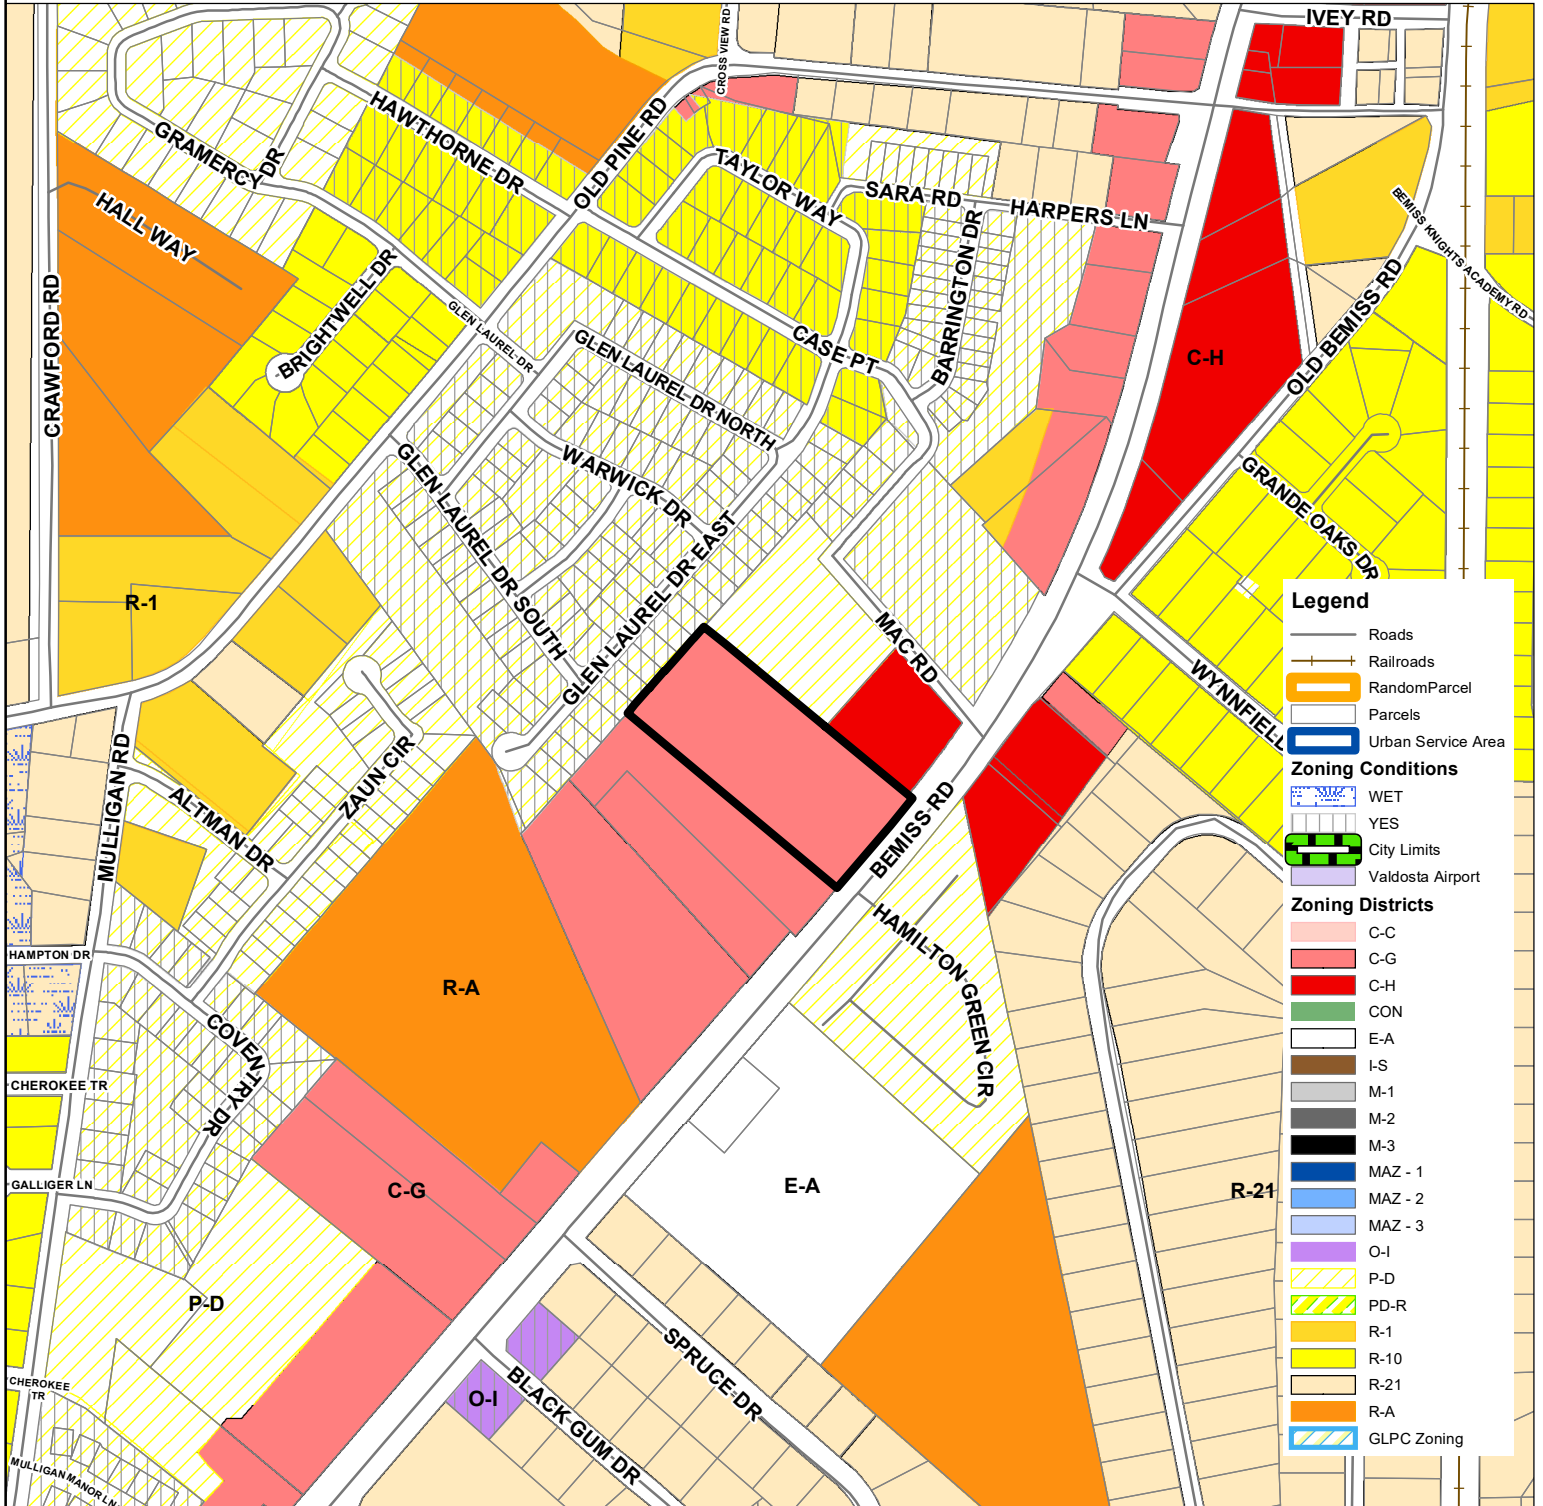 IVEY RD
CROSS VIEW RD
HAWTHORNE DR
GRAMERCY DR
OLD PINE RD
TAYLOR WAY
SARA RD
HARPERS LN
HALL WAY
BARRINGTON DR
BEMISS KNIGHTS ACADEMY RD
CRAWFORD RD
BRIGHTWELL DR
GLEN LAUREL DR
GLEN LAUREL DR NORTH
CASE PT
C-H
OLD BEMISS RD
GLEN LAUREL DR SOUTH
WARWICK DR
GLEN LAUREL DR EAST
GRANDE OAKS DR
R-1
MAC RD
WYNNFIEL
MULLIGAN RD
ALTMAN DR
ZAUN CIR
BEMISS RD
HAMILTON GREEN CIR
HAMPTON DR
R-A
COVENTRY DR
CHEROKEE TR
GALLIGER LN
C-G
E-A
R-21
P-D
SPRUCE DR
O-I
BLACK GUM DR
CHEROKEE
TR
MULLIGAN MANOR LN
Legend
Roads
Railroads
RandomParcel
Parcels
Urban Service Area
Zoning Conditions
WET
YES
City Limits
Valdosta Airport
Zoning Districts
C-C
C-G
C-H
CON
E-A
I-S
M-1
M-2
M-3
MAZ - 1
MAZ - 2
MAZ - 3
O-I
P-D
PD-R
R-1
R-10
R-21
R-A
GLPC Zoning